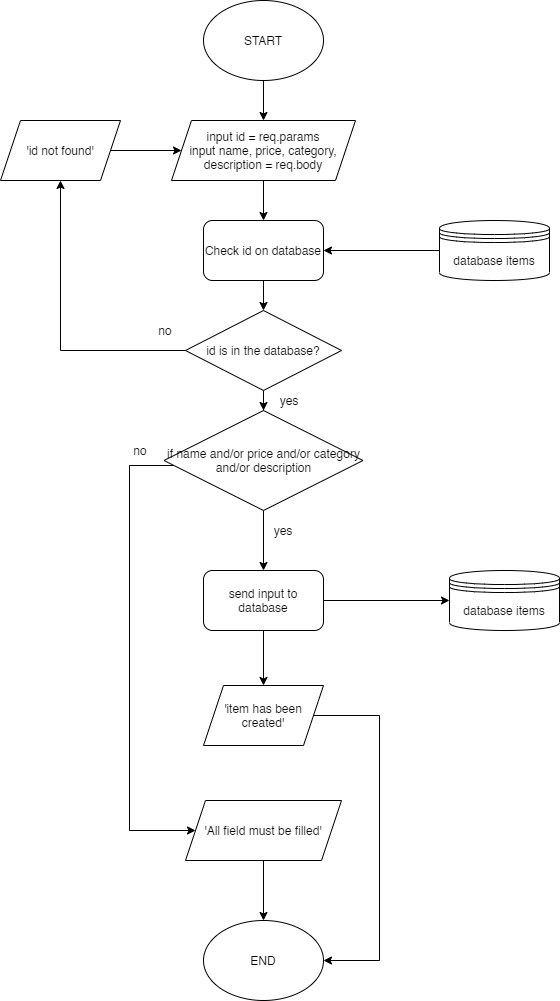 START
'id not found'
input id = req.params
input name, price, category,
description = req.body
Check id on database
database items
no
id is in the database?
yes
no
if name and/or price and/or category
and/or description
yes
send input to
database
database items
'item has been
created'
'All field must be filled'
END